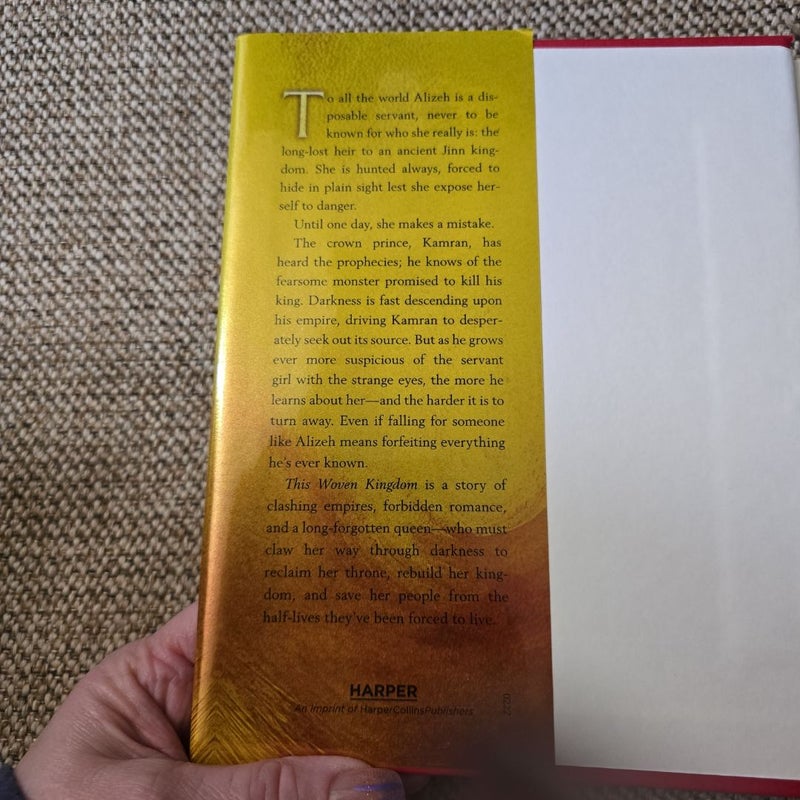 To all the world Alizeh is a dis-
posable servant, never to be
known for who she really is: the
long-lost heir to an ancient Jinn king-
dom. She is hunted always, forced to
hide in plain sight lest she expose her-
self to danger.
Until one day, she makes a mistake.
The crown prince, Kamran, has
heard the prophecies; he knows of the
fearsome monster promised to kill his
king. Darkness is fast descending upon
his empire, driving Kamran to desper-
ately seek out its source. But as he grows
ever more suspicious of the servant
girl with the strange eyes, the more he
learns about her—and the harder it is to
turn away. Even if falling for someone
like Alizeh means forfeiting everything
he's ever known.
This Woven Kingdom is a story of
clashing empires, forbidden romance,
and a long-forgotten queen—who must
claw her way through darkness to
reclaim her throne, rebuild her king-
dom, and save her people from the
half-lives they've been forced to live.
HARPER
An Imprint of HarperCollinsPublishers
0222